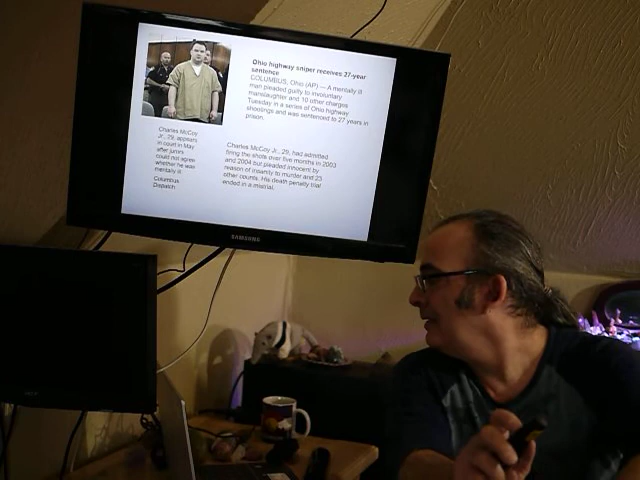 Ohio highway sniper receives 27-year
sentence
COLUMBUS, Ohio (AP) — A mentally ill
man pleaded guilty to involuntary
manslaughter and 10 other charges
Tuesday in a series of Ohio highway
shootings and was sentenced to 27 years in
prison.
Charles McCoy
Jr., 29, appears
in court in May
after jurors
could not agree
whether he was
mentally ill.
Columbus
Dispatch
Charles McCoy Jr., 29, had admitted
firing the shots over five months in 2003
and 2004 but pleaded innocent by
reason of insanity to murder and 23
other counts. His death penalty trial
ended in a mistrial.
SAMSUNG